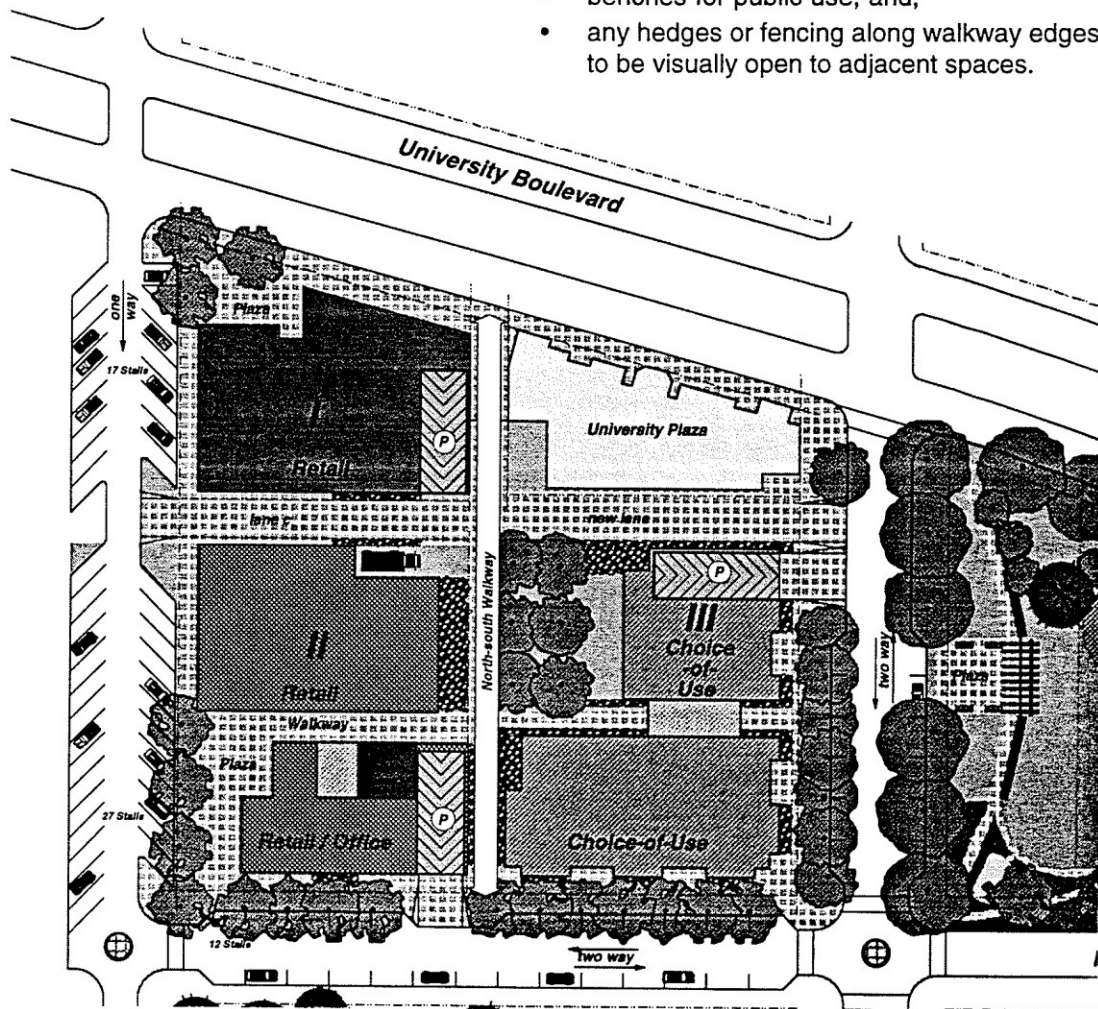 benches for public use; and,
• any hedges or fencing along walkway edges
to be visually open to adjacent spaces.
University Boulevard
one way
Plaza
17 Stalls
I
Retail
P
University Plaza
lane
new lane
North-south Walkway
P
II
Retail
III
Choice
-of-
Use
two way
Plaza
Walkway
Plaza
27 Stalls
P
Retail / Office
Choice-of-Use
12 Stalls
two way